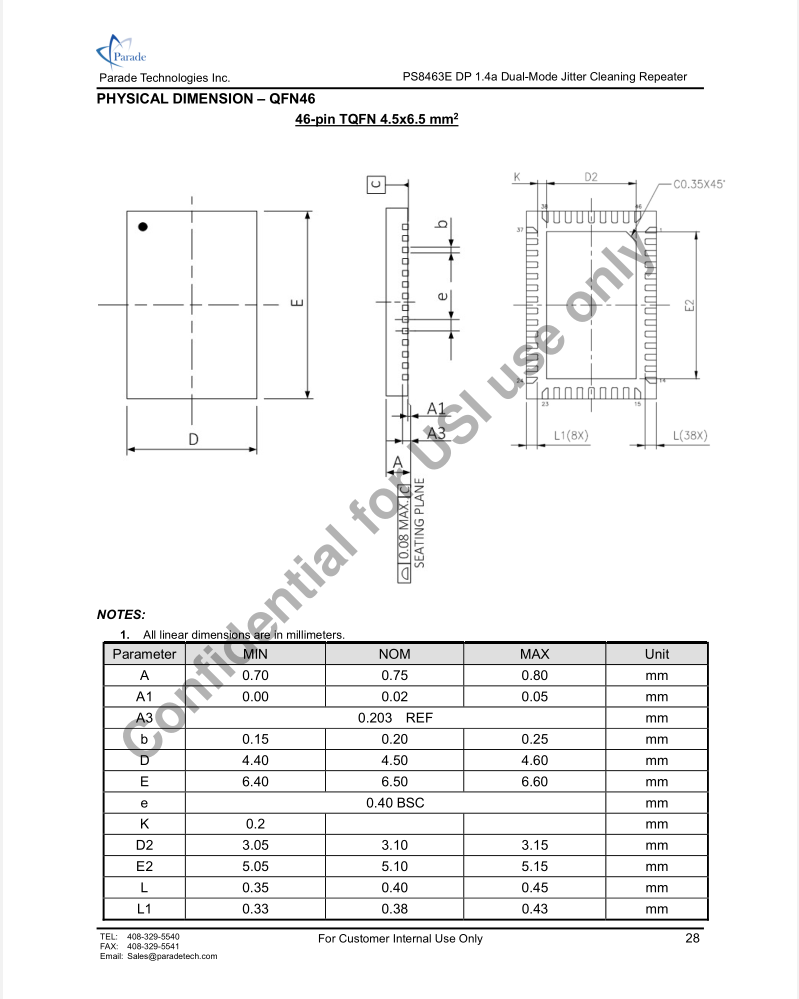 Parade
Parade Technologies Inc. PS8463E DP 1.4a Dual-Mode Jitter Cleaning Repeater
PHYSICAL DIMENSION – QFN46
46-pin TQFN 4.5x6.5 mm²
C
K
D2
C0.35X45°
38
46
37
1
b
e
E
E2
24
14
23
15
A1
A3
D
A
L1(8X)
L(38X)
0.08 MAX. C
SEATING PLANE
Confidential for USI use only
NOTES:
1. All linear dimensions are in millimeters.
Parameter MIN NOM MAX Unit
A 0.70 0.75 0.80 mm
A1 0.00 0.02 0.05 mm
A3 0.203 REF mm
b 0.15 0.20 0.25 mm
D 4.40 4.50 4.60 mm
E 6.40 6.50 6.60 mm
e 0.40 BSC mm
K 0.2 mm
D2 3.05 3.10 3.15 mm
E2 5.05 5.10 5.15 mm
L 0.35 0.40 0.45 mm
L1 0.33 0.38 0.43 mm
TEL: 408-329-5540
FAX: 408-329-5541
Email: Sales@paradetech.com
For Customer Internal Use Only
28